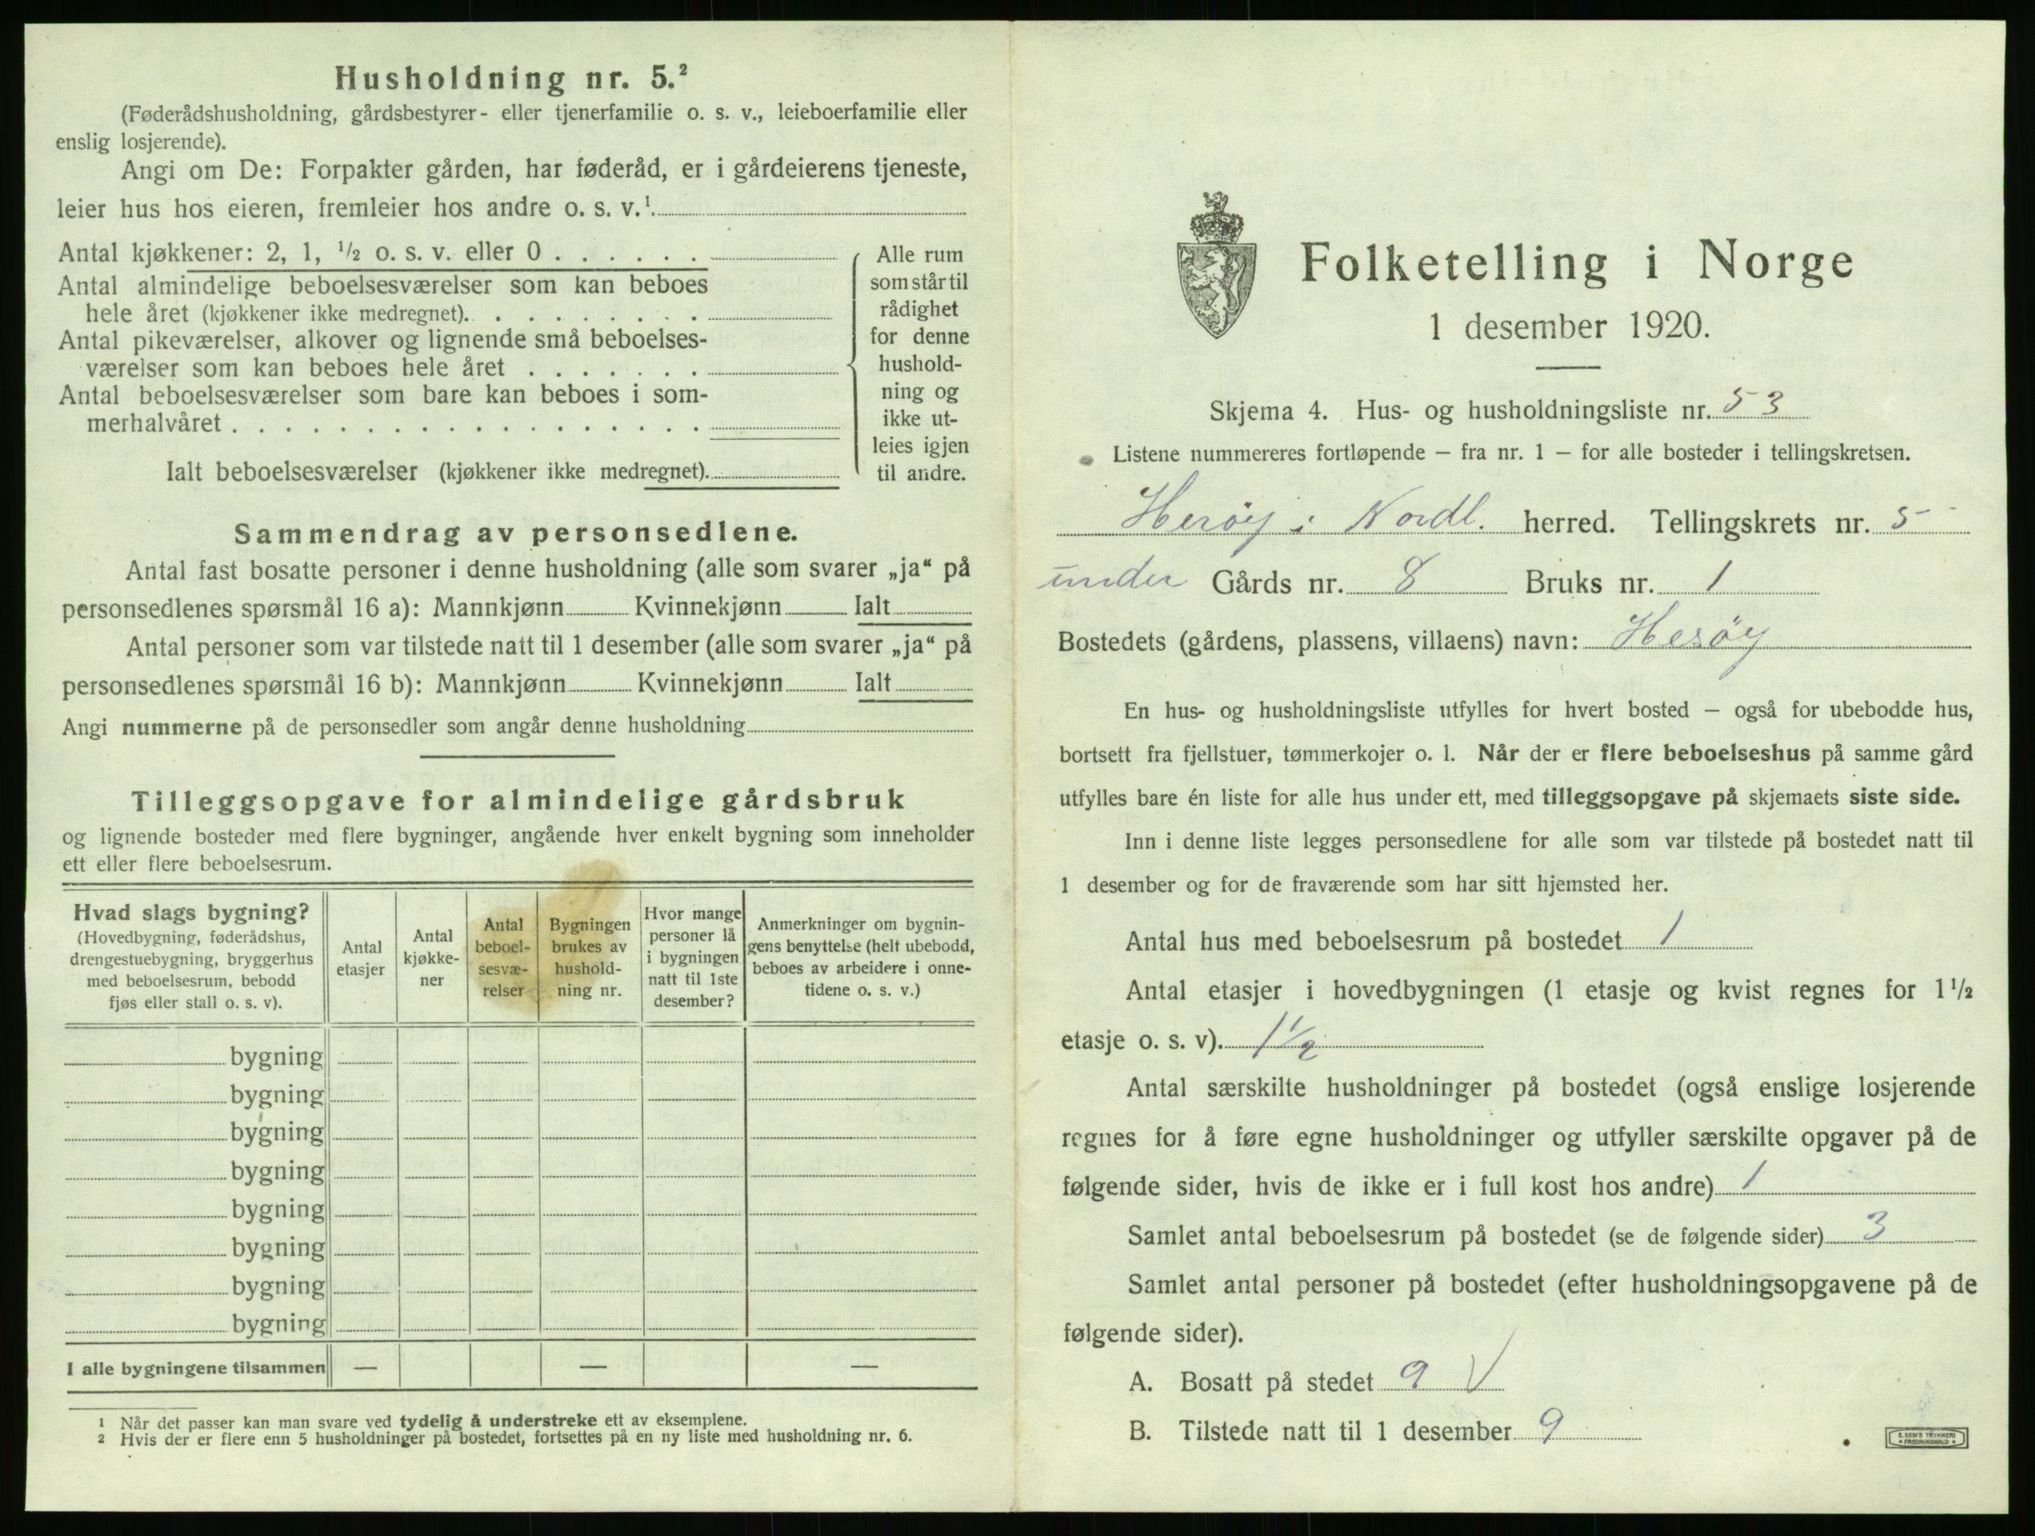 Husholdning nr. 5.²
(Føderådshusholdning, gårdsbestyrer- eller tjenerfamilie o. s. v., leieboerfamilie eller
enslig losjerende).
Angi om De: Forpakter gården, har føderåd, er i gårdeierens tjeneste,
leier hus hos eieren, fremleier hos andre o. s. v.¹
Antal kjøkkener: 2, 1, ½ o. s. v. eller 0 . . . . . .
Antal almindelige beboelsesværelser som kan beboes
hele året (kjøkkener ikke medregnet). . . . . . . . .
Antal pikeværelser, alkover og lignende små beboelses-
værelser som kan beboes hele året . . . . . . .
Antal beboelsesværelser som bare kan beboes i som-
merhalvåret . . . . . . . . . . . . . . . . . .
Ialt beboelsesværelser (kjøkkener ikke medregnet).
Alle rum
som står til
rådighet
for denne
hushold-
ning og
ikke ut-
leies igjen
til andre.
Sammendrag av personsedlene.
Antal fast bosatte personer i denne husholdning (alle som svarer „ja“ på
personsedlenes spørsmål 16 a): Mannkjønn Kvinnekjønn Ialt
Antal personer som var tilstede natt til 1 desember (alle som svarer „ja“ på
personsedlenes spørsmål 16 b): Mannkjønn Kvinnekjønn Ialt
Angi nummerne på de personsedler som angår denne husholdning
Tilleggsopgave for almindelige gårdsbruk
og lignende bosteder med flere bygninger, angående hver enkelt bygning som inneholder
ett eller flere beboelsesrum.
Hvad slags bygning?
(Hovedbygning, føderådshus,
drengestuebygning, bryggerhus
med beboelsesrum, bebodd
fjøs eller stall o. s. v).
Antal
etasjer
Antal
kjøkke-
ner
Antal
beboel-
sesvæ-
relser
Bygningen
brukes av
hushold-
ning nr.
Hvor mange
personer lå
i bygningen
natt til 1ste
desember?
Anmerkninger om bygnin-
gens benyttelse (helt ubebodd,
beboes av arbeidere i onne-
tidene o. s. v.)
bygning
bygning
bygning
bygning
bygning
bygning
bygning
bygning
I alle bygningene tilsammen — — —
¹ Når det passer kan man svare ved tydelig å understreke ett av eksemplene.
² Hvis der er flere enn 5 husholdninger på bostedet, fortsettes på en ny liste med husholdning nr. 6.
Folketelling i Norge
1 desember 1920.
Skjema 4. Hus- og husholdningsliste nr. 53
Listene nummereres fortløpende – fra nr. 1 – for alle bosteder i tellingskretsen.
Herøy i Nordl. herred. Tellingskrets nr. 5
under Gårds nr. 8 Bruks nr. 1
Bostedets (gårdens, plassens, villaens) navn: Herøy
En hus- og husholdningsliste utfylles for hvert bosted – også for ubebodde hus,
bortsett fra fjellstuer, tømmerkojer o. l. Når der er flere beboelseshus på samme gård
utfylles bare én liste for alle hus under ett, med tilleggsopgave på skjemaets siste side.
Inn i denne liste legges personsedlene for alle som var tilstede på bostedet natt til
1 desember og for de fraværende som har sitt hjemsted her.
Antal hus med beboelsesrum på bostedet 1
Antal etasjer i hovedbygningen (1 etasje og kvist regnes for 1½
etasje o. s. v). 1½
Antal særskilte husholdninger på bostedet (også enslige losjerende
regnes for å føre egne husholdninger og utfyller særskilte opgaver på de
følgende sider, hvis de ikke er i full kost hos andre) 1
Samlet antal beboelsesrum på bostedet (se de følgende sider) 3
Samlet antal personer på bostedet (efter husholdningsopgavene på de
følgende sider).
A. Bosatt på stedet 9 V
B. Tilstede natt til 1 desember 9
E. SEM'S TRYKKERI
• FREDRIKSHALD •